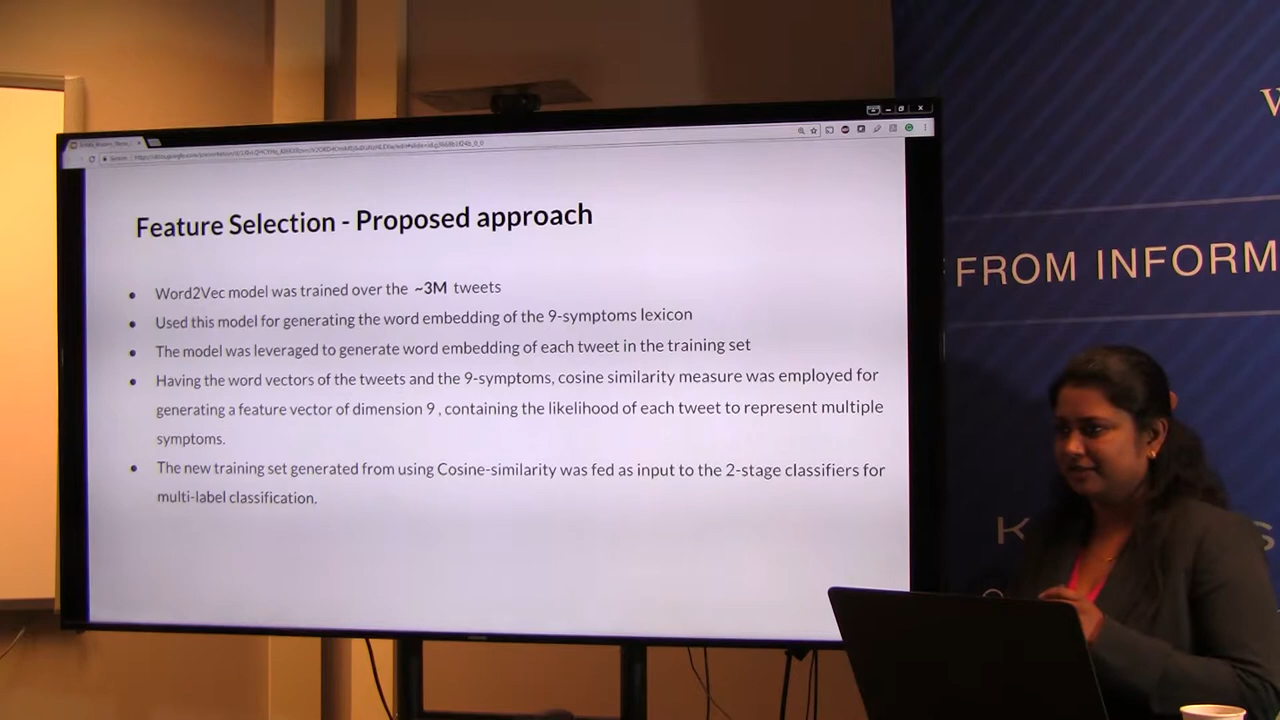 Feature Selection - Proposed approach
● Word2Vec model was trained over the ~3M tweets
● Used this model for generating the word embedding of the 9-symptoms lexicon
● The model was leveraged to generate word embedding of each tweet in the training set
● Having the word vectors of the tweets and the 9-symptoms, cosine similarity measure was employed for
generating a feature vector of dimension 9 , containing the likelihood of each tweet to represent multiple
symptoms.
● The new training set generated from using Cosine-similarity was fed as input to the 2-stage classifiers for
multi-label classification.
FROM INFORM